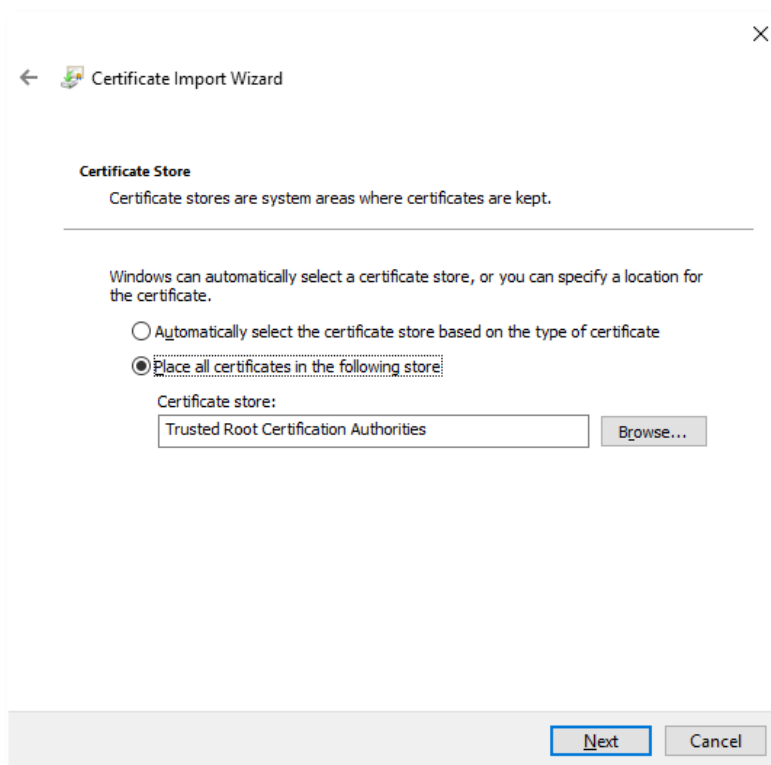 Certificate Import Wizard
Certificate Store
Certificate stores are system areas where certificates are kept.
Windows can automatically select a certificate store, or you can specify a location for
the certificate.
Automatically select the certificate store based on the type of certificate
Place all certificates in the following store
Certificate store:
Trusted Root Certification Authorities
Browse...
Next
Cancel